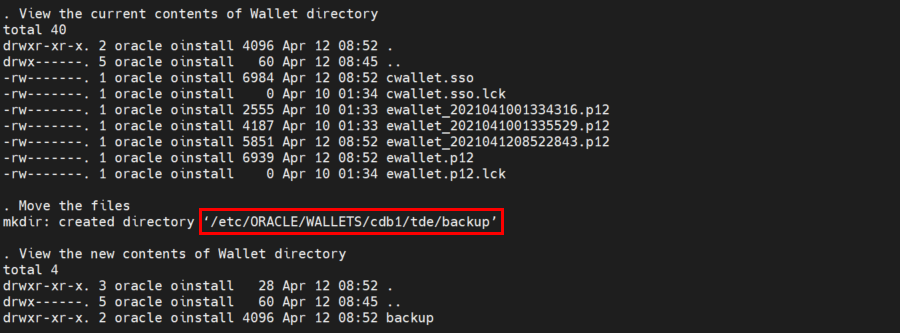 . View the current contents of Wallet directory
total 40
drwxr-xr-x. 2 oracle oinstall 4096 Apr 12 08:52 .
drwx------. 5 oracle oinstall   60 Apr 12 08:45 ..
-rw-------. 1 oracle oinstall 6984 Apr 12 08:52 cwallet.sso
-rw-------. 1 oracle oinstall    0 Apr 10 01:34 cwallet.sso.lck
-rw-------. 1 oracle oinstall 2555 Apr 10 01:33 ewallet_2021041001334316.p12
-rw-------. 1 oracle oinstall 4187 Apr 10 01:33 ewallet_2021041001335529.p12
-rw-------. 1 oracle oinstall 5851 Apr 12 08:52 ewallet_2021041208522843.p12
-rw-------. 1 oracle oinstall 6939 Apr 12 08:52 ewallet.p12
-rw-------. 1 oracle oinstall    0 Apr 10 01:34 ewallet.p12.lck
. Move the files
mkdir: created directory ‘/etc/ORACLE/WALLETS/cdb1/tde/backup’
. View the new contents of Wallet directory
total 4
drwxr-xr-x. 3 oracle oinstall   28 Apr 12 08:52 .
drwx------. 5 oracle oinstall   60 Apr 12 08:45 ..
drwxr-xr-x. 2 oracle oinstall 4096 Apr 12 08:52 backup